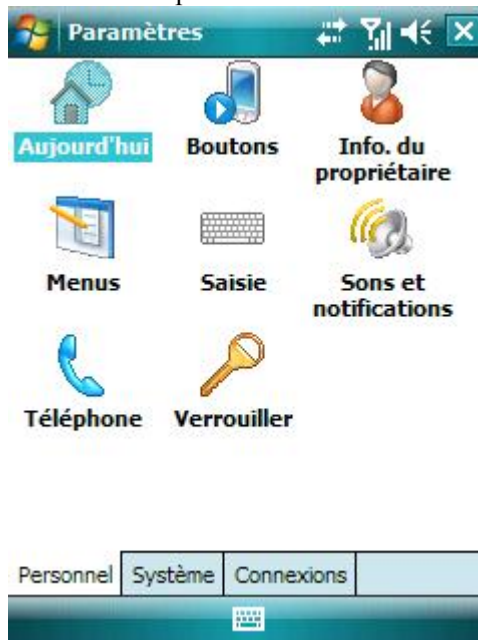 Paramètres
Aujourd'hui
Boutons
Info. du
propriétaire
Menus
Saisie
Sons et
notifications
Téléphone
Verrouiller
Personnel
Système
Connexions